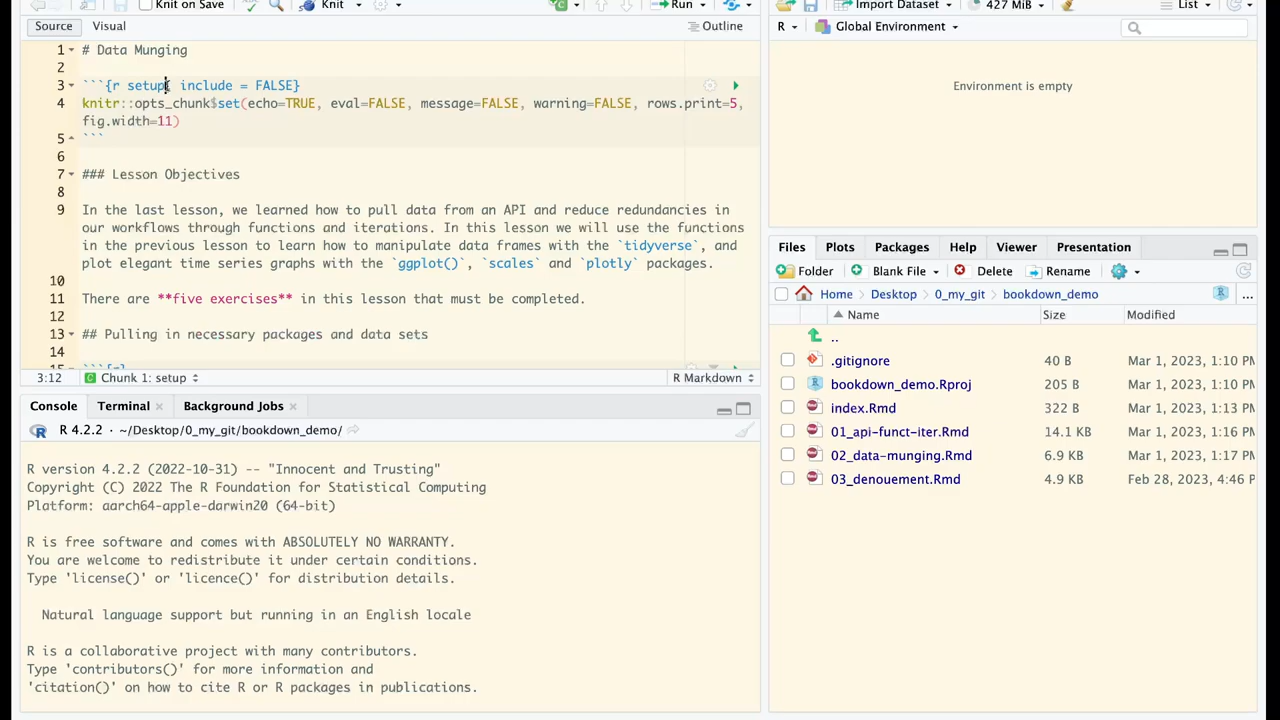 Knit on Save Knit Run
Source Visual Outline
1 # Data Munging
2
3 ```{r setup, include = FALSE}
4 knitr::opts_chunk$set(echo=TRUE, eval=FALSE, message=FALSE, warning=FALSE, rows.print=5,
fig.width=11)
5 ```
6
7 ### Lesson Objectives
8
9 In the last lesson, we learned how to pull data from an API and reduce redundancies in
our workflows through functions and iterations. In this lesson we will use the functions
in the previous lesson to learn how to manipulate data frames with the `tidyverse`, and
plot elegant time series graphs with the `ggplot()`, `scales` and `plotly` packages.
10
11 There are **five exercises** in this lesson that must be completed.
12
13 ## Pulling in necessary packages and data sets
14
15 ```{r}
3:12 Chunk 1: setup R Markdown
Console Terminal Background Jobs
R 4.2.2 · ~/Desktop/0_my_git/bookdown_demo/
R version 4.2.2 (2022-10-31) -- "Innocent and Trusting"
Copyright (C) 2022 The R Foundation for Statistical Computing
Platform: aarch64-apple-darwin20 (64-bit)
R is free software and comes with ABSOLUTELY NO WARRANTY.
You are welcome to redistribute it under certain conditions.
Type 'license()' or 'licence()' for distribution details.
Natural language support but running in an English locale
R is a collaborative project with many contributors.
Type 'contributors()' for more information and
'citation()' on how to cite R or R packages in publications.
Import Dataset 427 MiB List
R Global Environment
Environment is empty
Files Plots Packages Help Viewer Presentation
Folder Blank File Delete Rename
Home Desktop 0_my_git bookdown_demo R ...
Name Size Modified
..
.gitignore 40 B Mar 1, 2023, 1:10 PM
bookdown_demo.Rproj 205 B Mar 1, 2023, 1:10 PM
index.Rmd 322 B Mar 1, 2023, 1:13 PM
01_api-funct-iter.Rmd 14.1 KB Mar 1, 2023, 1:16 PM
02_data-munging.Rmd 6.9 KB Mar 1, 2023, 1:17 PM
03_denouement.Rmd 4.9 KB Feb 28, 2023, 4:46 P